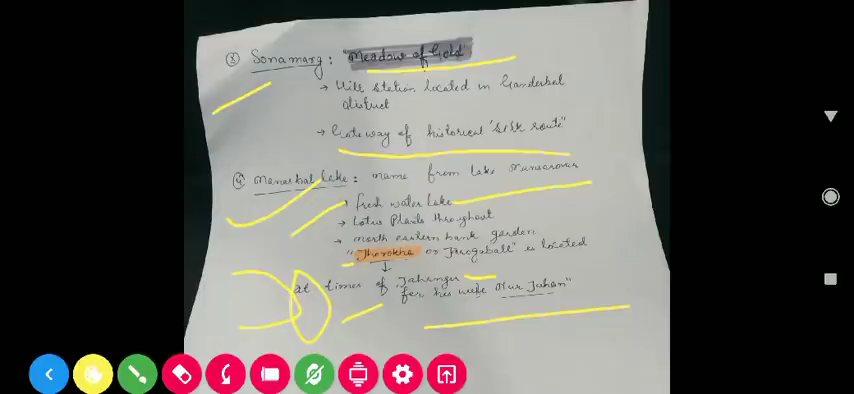 ③ Sonamarg: "Meadow of Gold"
→ Hill station located in Ganderbal
district
→ Gateway of historical "silk route"
④ Manasbal Lake: name from Lake Mansarovar
→ fresh water lake
→ Lotus plants throughout
→ North eastern bank garden
"Jharokha or Jarogabali" is located
↓
at times of Jahangir
for his wife Nur Jahan"